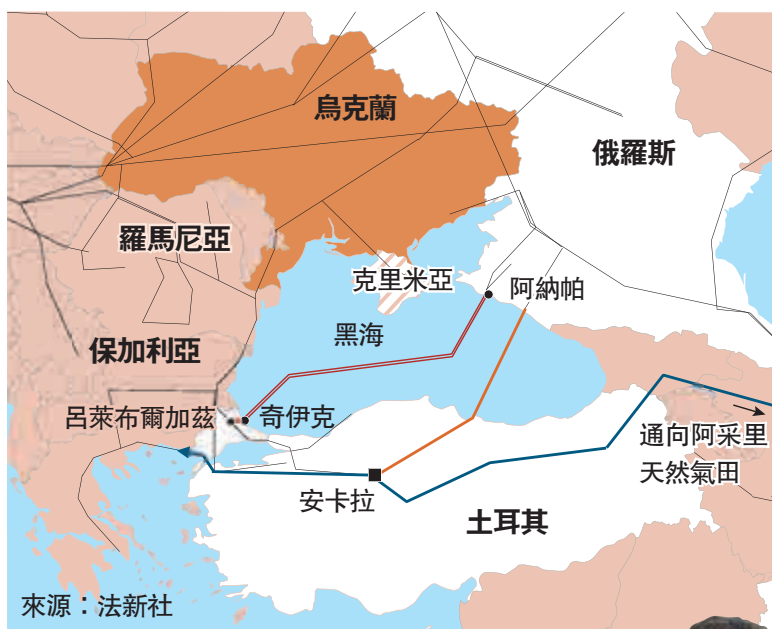 烏克蘭
俄羅斯
羅馬尼亞
克里米亞
阿納帕
黑海
保加利亞
呂萊布爾加茲
奇伊克
通向阿采里
天然氣田
安卡拉
土耳其
來源：法新社